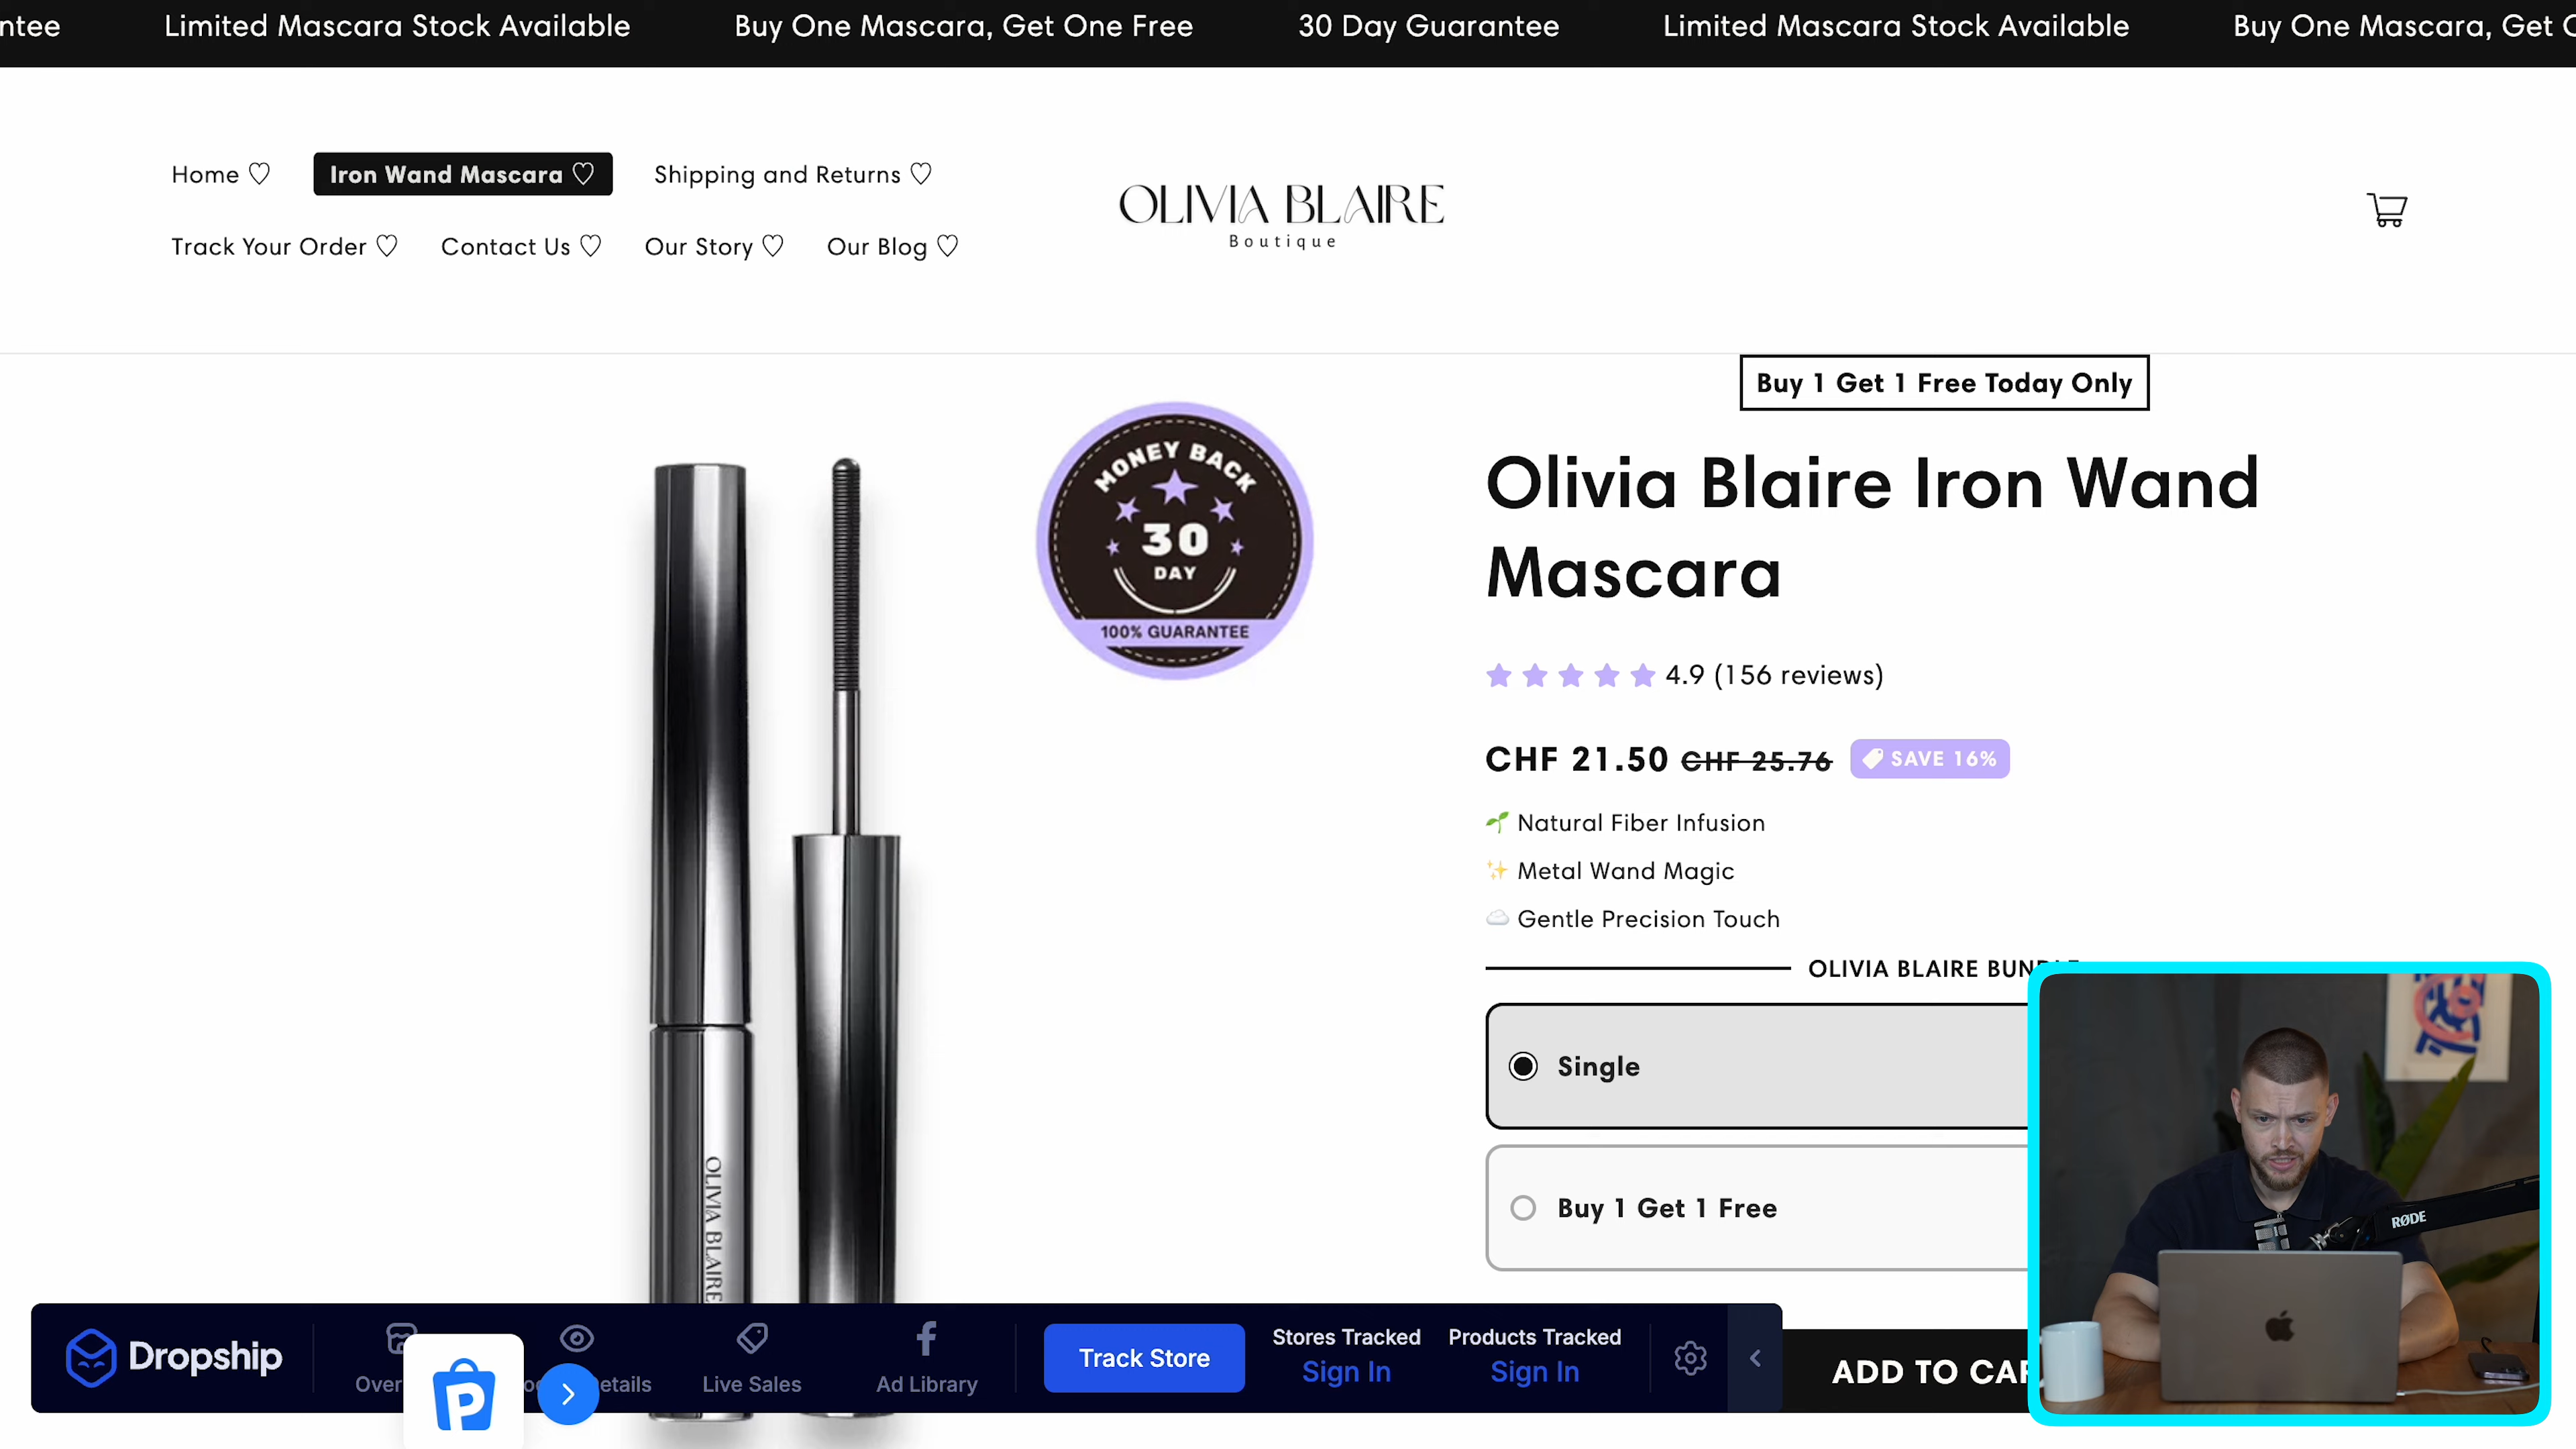 Limited Mascara Stock Available
Buy One Mascara, Get One Free
30 Day Guarantee
Limited Mascara Stock Available
Buy One Mascara, Get
Home ♡
Iron Wand Mascara ♡
Shipping and Returns ♡
Track Your Order ♡
Contact Us ♡
Our Story ♡
Our Blog ♡
OLIVIA BLAIRE
Boutique
Buy 1 Get 1 Free Today Only
MONEY BACK
30
DAY
100% GUARANTEE
Olivia Blaire Iron Wand
Mascara
4.9 (156 reviews)
CHF 21.50 CHF 25.76 SAVE 16%
Natural Fiber Infusion
Metal Wand Magic
Gentle Precision Touch
OLIVIA BLAIRE
Single
Buy 1 Get 1 Free
ADD TO
OLIVIA BLAIRE
Dropship
Live Sales
Ad Library
Track Store
Stores Tracked
Sign In
Products Tracked
Sign In
RØDE